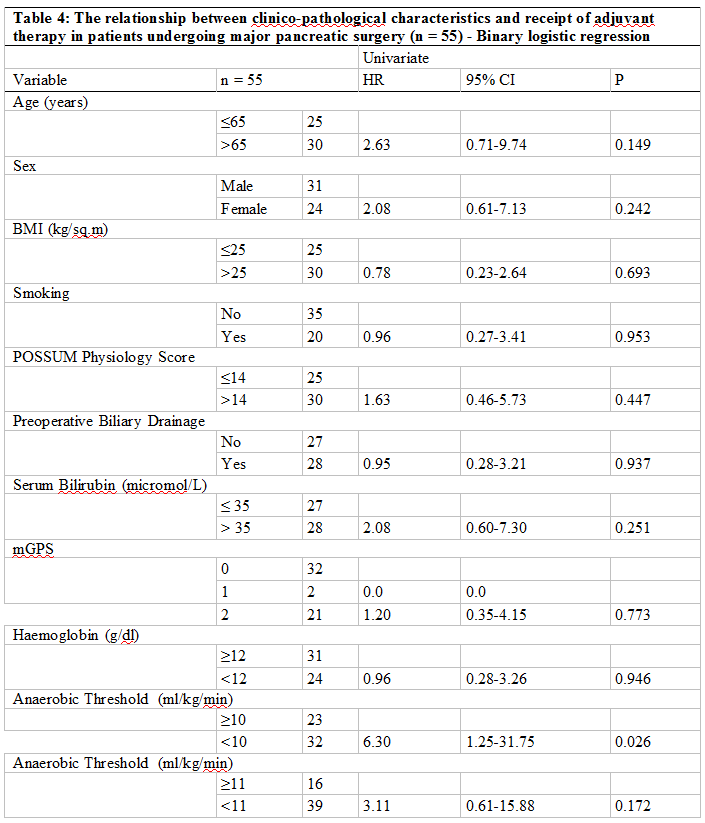 Table 4: The relationship between clinico-pathological characteristics and receipt of adjuvant
therapy in patients undergoing major pancreatic surgery (n = 55) - Binary logistic regression
Univariate
Variable n = 55 HR 95% CI P
Age (years)
≤65 25
>65 30 2.63 0.71-9.74 0.149
Sex
Male 31
Female 24 2.08 0.61-7.13 0.242
BMI (kg/sq.m)
≤25 25
>25 30 0.78 0.23-2.64 0.693
Smoking
No 35
Yes 20 0.96 0.27-3.41 0.953
POSSUM Physiology Score
≤14 25
>14 30 1.63 0.46-5.73 0.447
Preoperative Biliary Drainage
No 27
Yes 28 0.95 0.28-3.21 0.937
Serum Bilirubin (micromol/L)
≤ 35 27
> 35 28 2.08 0.60-7.30 0.251
mGPS
0 32
1 2 0.0 0.0
2 21 1.20 0.35-4.15 0.773
Haemoglobin (g/dl)
≥12 31
<12 24 0.96 0.28-3.26 0.946
Anaerobic Threshold (ml/kg/min)
≥10 23
<10 32 6.30 1.25-31.75 0.026
Anaerobic Threshold (ml/kg/min)
≥11 16
<11 39 3.11 0.61-15.88 0.172